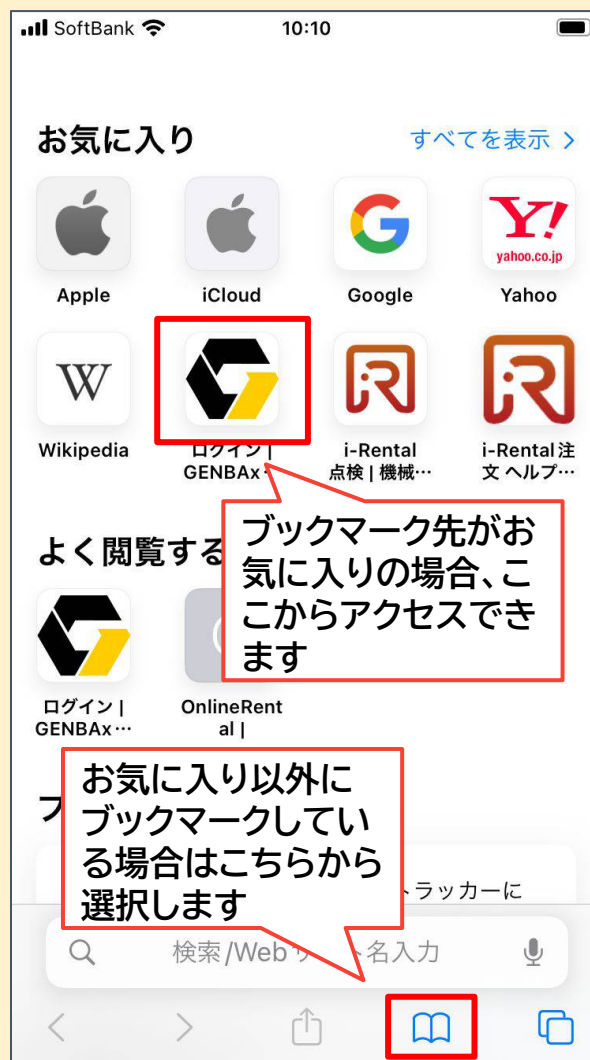 SoftBank 10:10
お気に入り すべてを表示 >
yahoo.co.jp
Apple iCloud Google Yahoo
W
Wikipedia ログイン | i-Rental i-Rental注
GENBAx… 点検 | 機械… 文 ヘルプ…
ブックマーク先がお
気に入りの場合、こ
こからアクセスでき
ます
よく閲覧する
ログイン | OnlineRent
GENBAx… al |
お気に入り以外に
ブックマークしてい
る場合はこちらから
選択します
トラッカーに
検索/Webサイト名入力